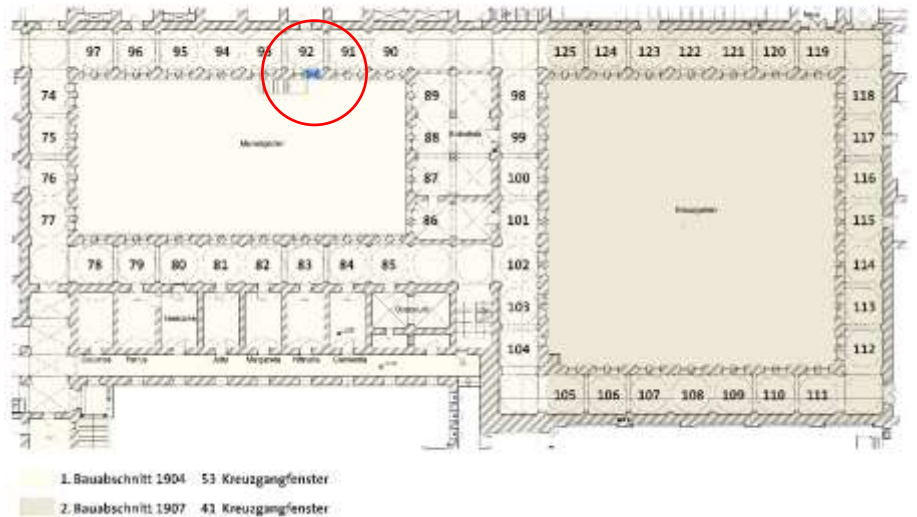 97 96 95 94 93 92 91 90 125 124 123 122 121 120 119
74 89 98 118
75 88 99 117
76 87 100 116
77 86 101 115
78 79 80 81 82 83 84 85 102 114
103 113
104 112
105 106 107 108 109 110 111
1. Bauabschnitt 1904 53 Kreuzgangfenster
2. Bauabschnitt 1907 41 Kreuzgangfenster